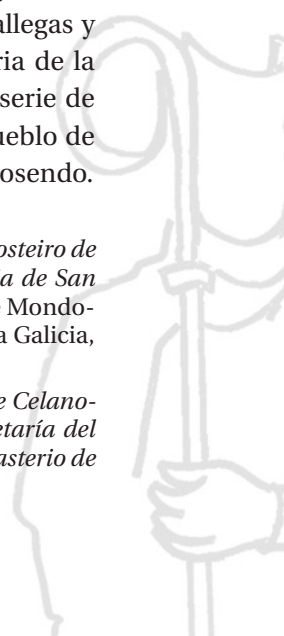 allegas y
ria de la
serie de
ueblo de
osendo.
osteiro de
a de San
Mondo-
a Galicia,
e Celano-
etaría del
asterio de